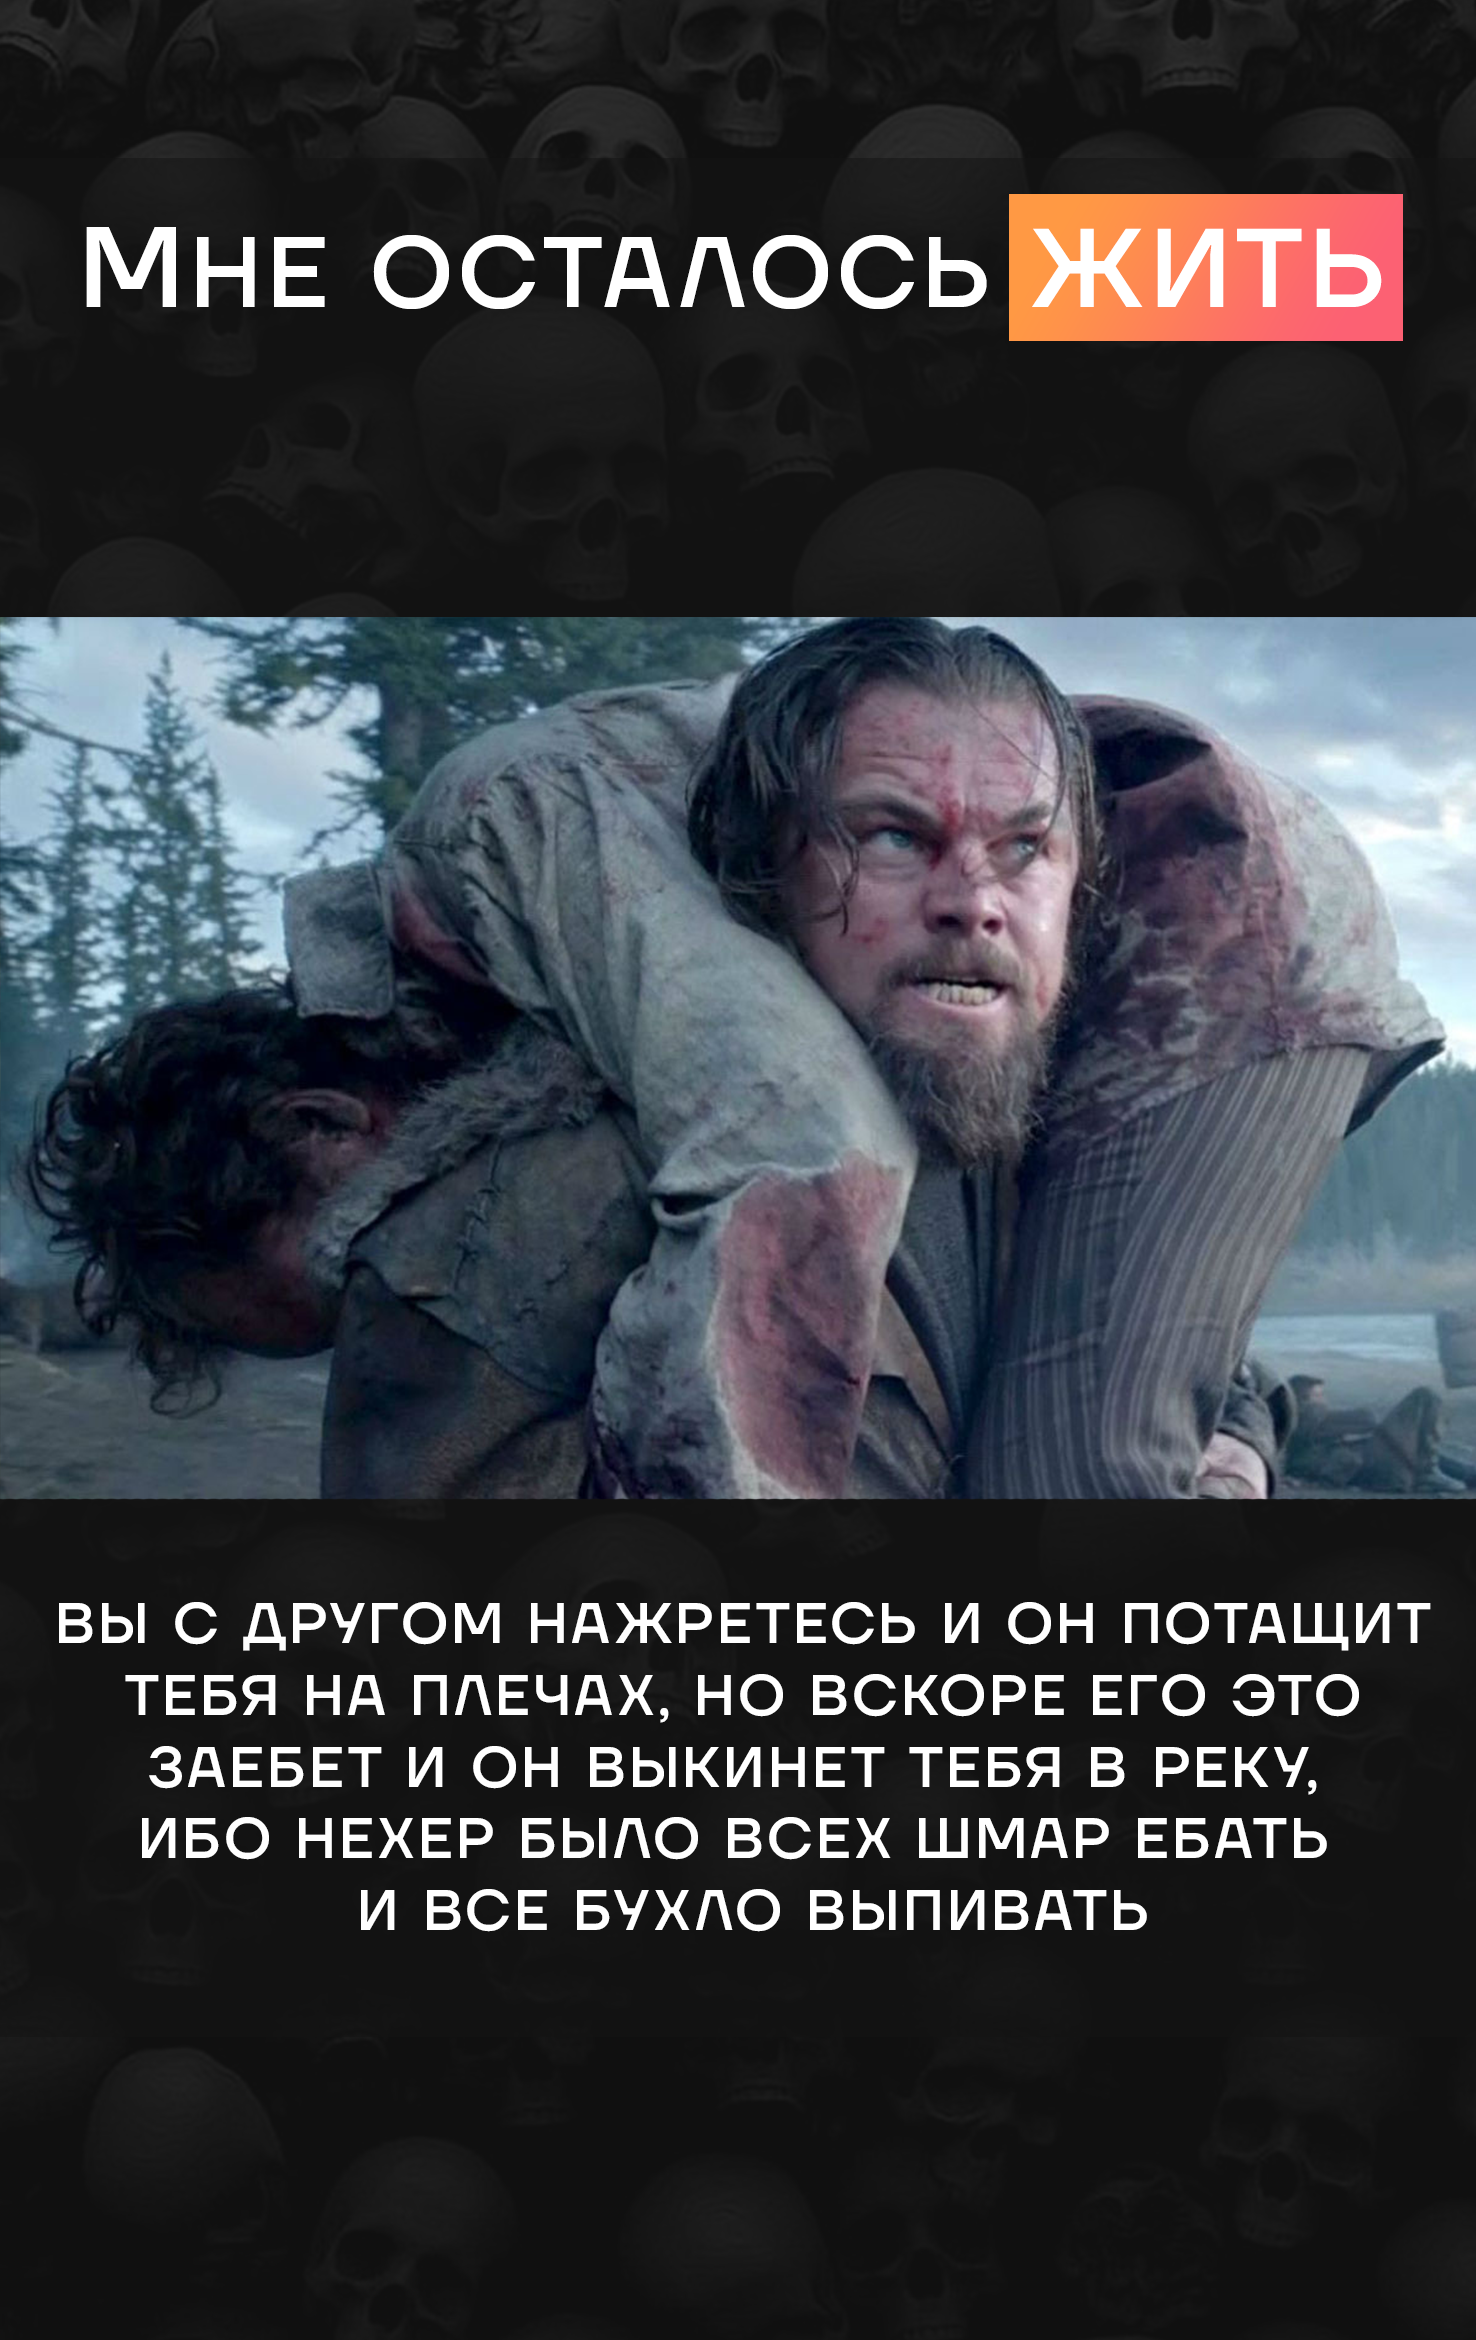 Мне осталось жить
ВЫ С ДРУГОМ НАЖРЕТЕСЬ И ОН ПОТАЩИТ
ТЕБЯ НА ПЛЕЧАХ, НО ВСКОРЕ ЕГО ЭТО
ЗАЕБЕТ И ОН ВЫКИНЕТ ТЕБЯ В РЕКУ,
ИБО НЕХЕР БЫЛО ВСЕХ ШМАР ЕБАТЬ
И ВСЕ БУХЛО ВЫПИВАТЬ